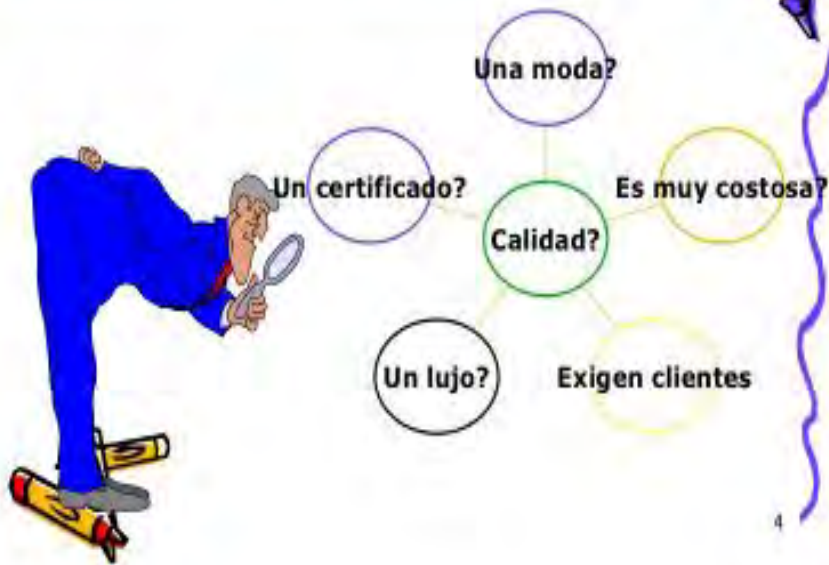 Una moda?
Un certificado?
Es muy costosa?
Calidad?
Un lujo?
Exigen clientes
4